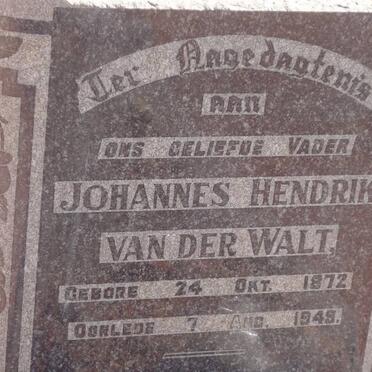 Ter Nagedagtenis
AAN
ONS GELIEFDE VADER
JOHANNES HENDRIK
VAN DER WALT,
GEBORE 24 OKT. 1872
OORLEDE 7 AUG. 1949.